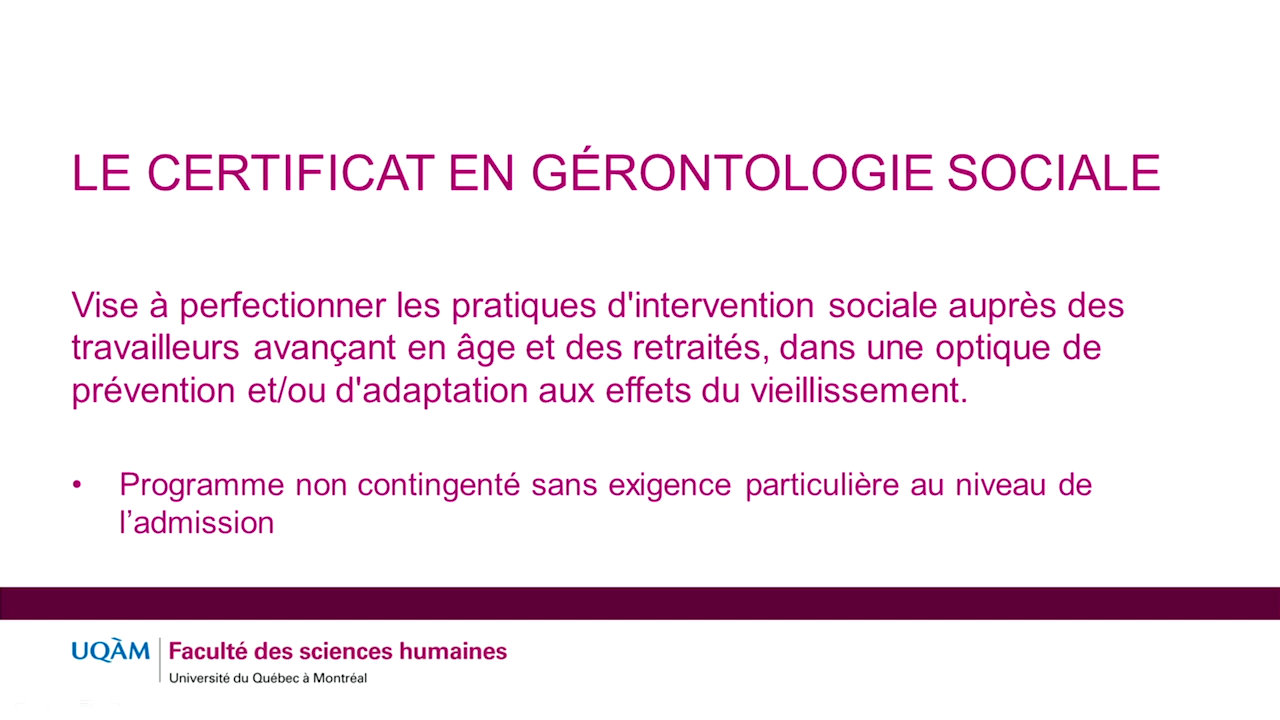 LE CERTIFICAT EN GÉRONTOLOGIE SOCIALE
Vise à perfectionner les pratiques d'intervention sociale auprès des
travailleurs avançant en âge et des retraités, dans une optique de
prévention et/ou d'adaptation aux effets du vieillissement.
• Programme non contingenté sans exigence particulière au niveau de
l’admission
UQÀM Faculté des sciences humaines
Université du Québec à Montréal